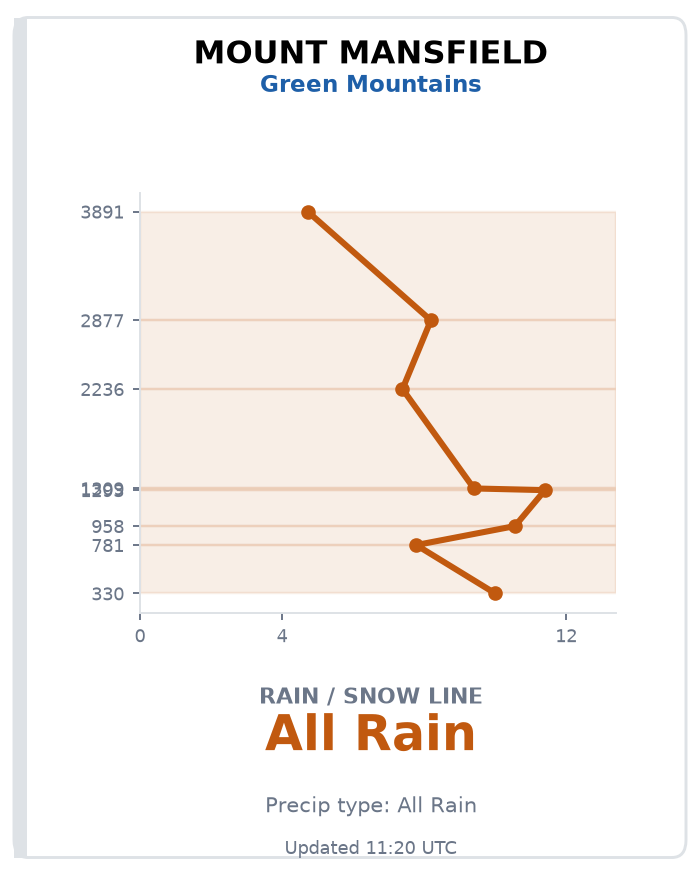 MOUNT MANSFIELD
Green Mountains
3891
2877
2236
958
781
330
0 4 12
RAIN / SNOW LINE
All Rain
Precip type: All Rain
Updated 11:20 UTC